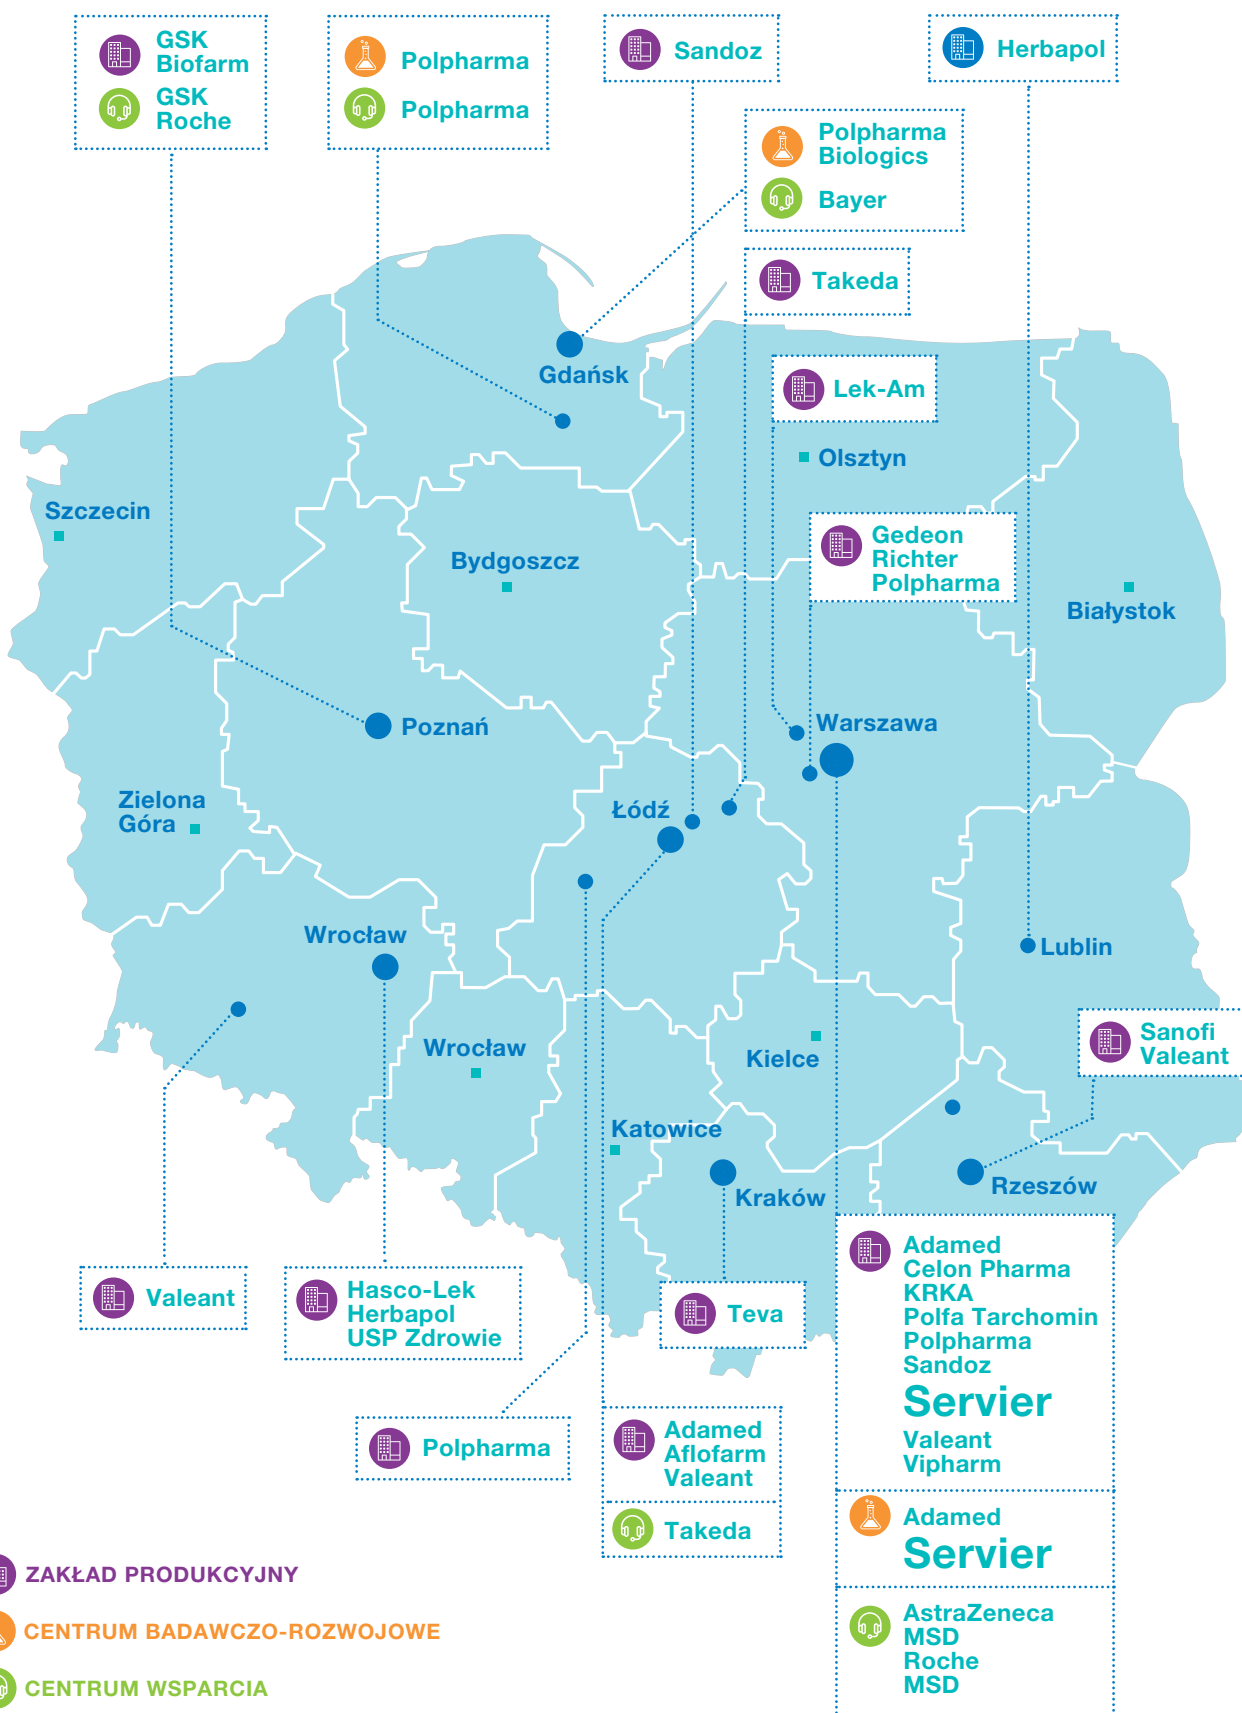 GSK
Biofarm
GSK
Roche
Polpharma
Polpharma
Sandoz
Herbapol
Polpharma
Biologics
Bayer
Takeda
Gdańsk
Lek-Am
Olsztyn
Szczecin
Gedeon
Richter
Polpharma
Bydgoszcz
Białystok
Poznań
Warszawa
Zielona
Góra
Łódź
Wrocław
Lublin
Sanofi
Valeant
Wrocław
Kielce
Katowice
Kraków
Rzeszów
Valeant
Hasco-Lek
Herbapol
USP Zdrowie
Teva
Adamed
Celon Pharma
KRKA
Polfa Tarchomin
Polpharma
Sandoz
Servier
Valeant
Vipharm
Polpharma
Adamed
Aflofarm
Valeant
Takeda
Adamed
Servier
AstraZeneca
MSD
Roche
MSD
ZAKŁAD PRODUKCYJNY
CENTRUM BADAWCZO-ROZWOJOWE
CENTRUM WSPARCIA